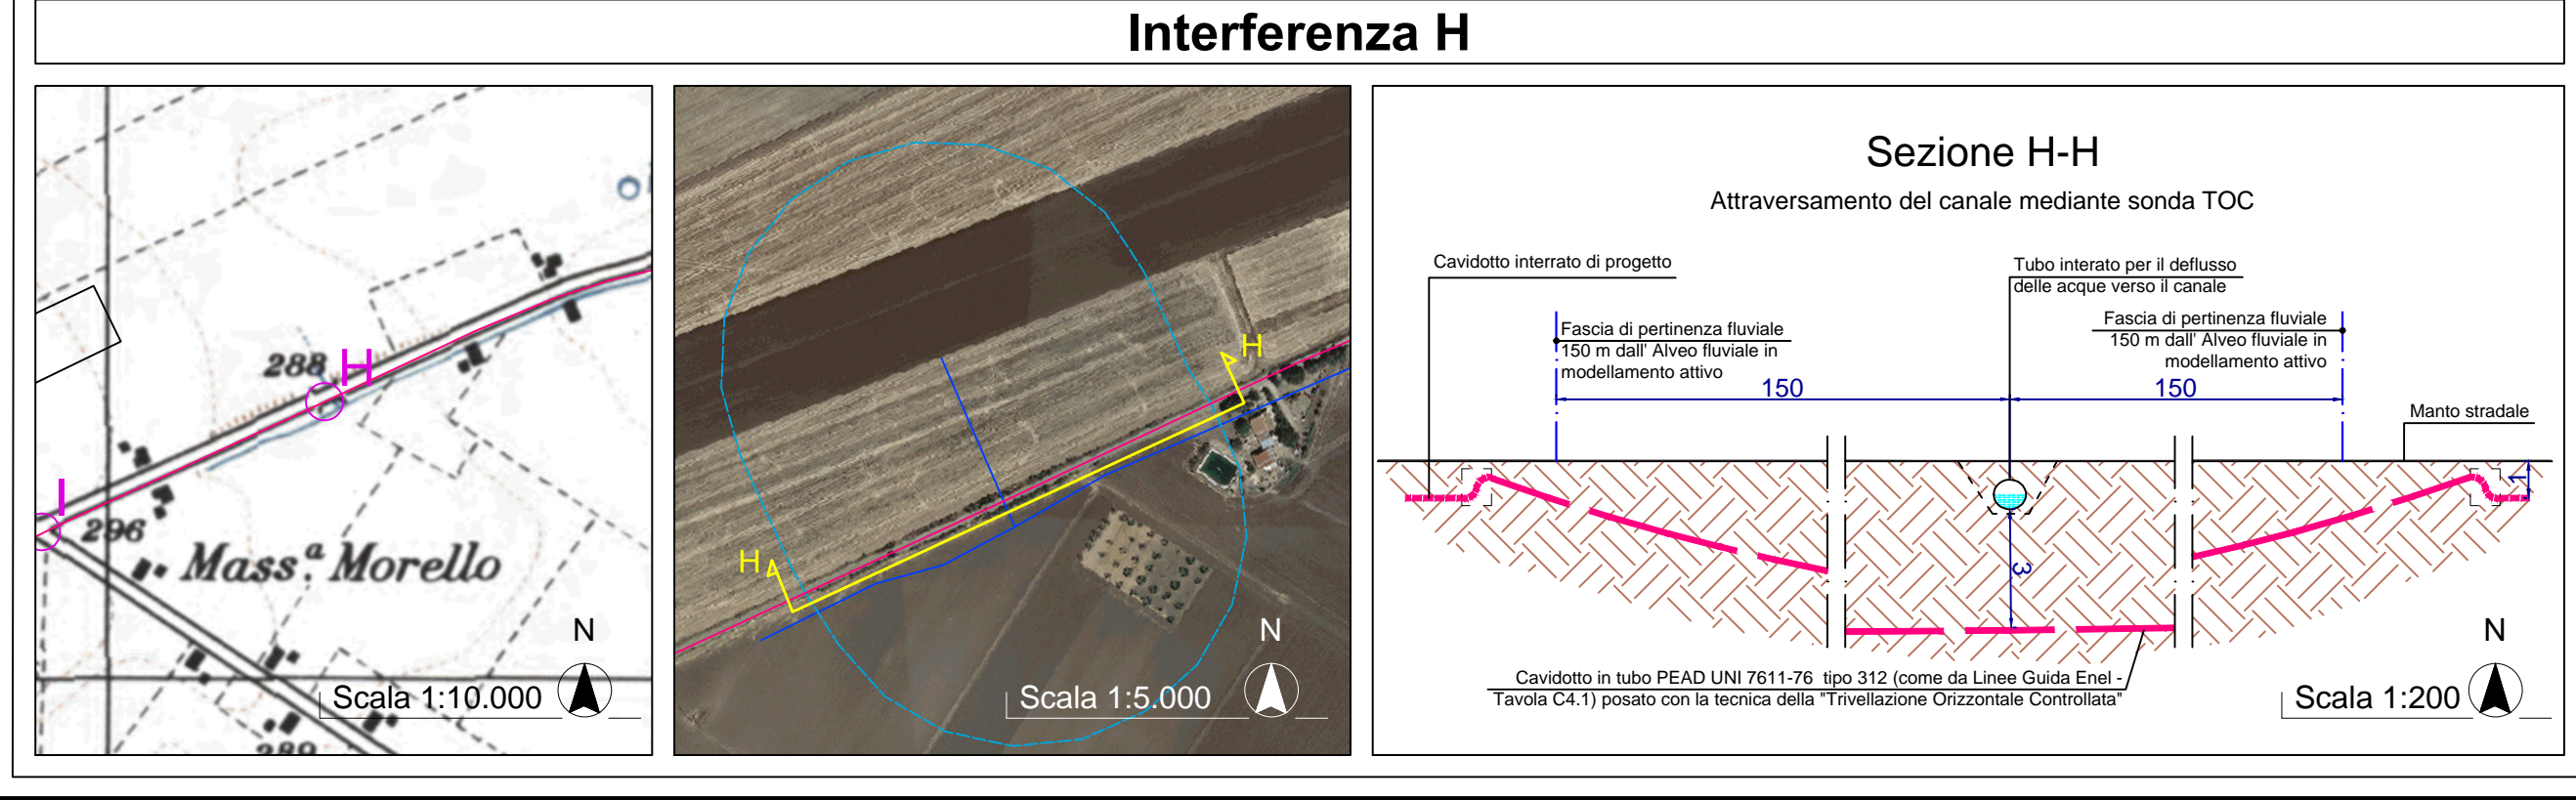 Interferenza H
288
H
I
296
Mass.ª Morello
289
N
Scala 1:10.000
H
H
N
Scala 1:5.000
Sezione H-H
Attraversamento del canale mediante sonda TOC
Cavidotto interrato di progetto
Tubo interato per il deflusso
delle acque verso il canale
Fascia di pertinenza fluviale
150 m dall' Alveo fluviale in
modellamento attivo
Fascia di pertinenza fluviale
150 m dall' Alveo fluviale in
modellamento attivo
150
150
Manto stradale
1
3
Cavidotto in tubo PEAD UNI 7611-76 tipo 312 (come da Linee Guida Enel -
Tavola C4.1) posato con la tecnica della "Trivellazione Orizzontale Controllata"
N
Scala 1:200